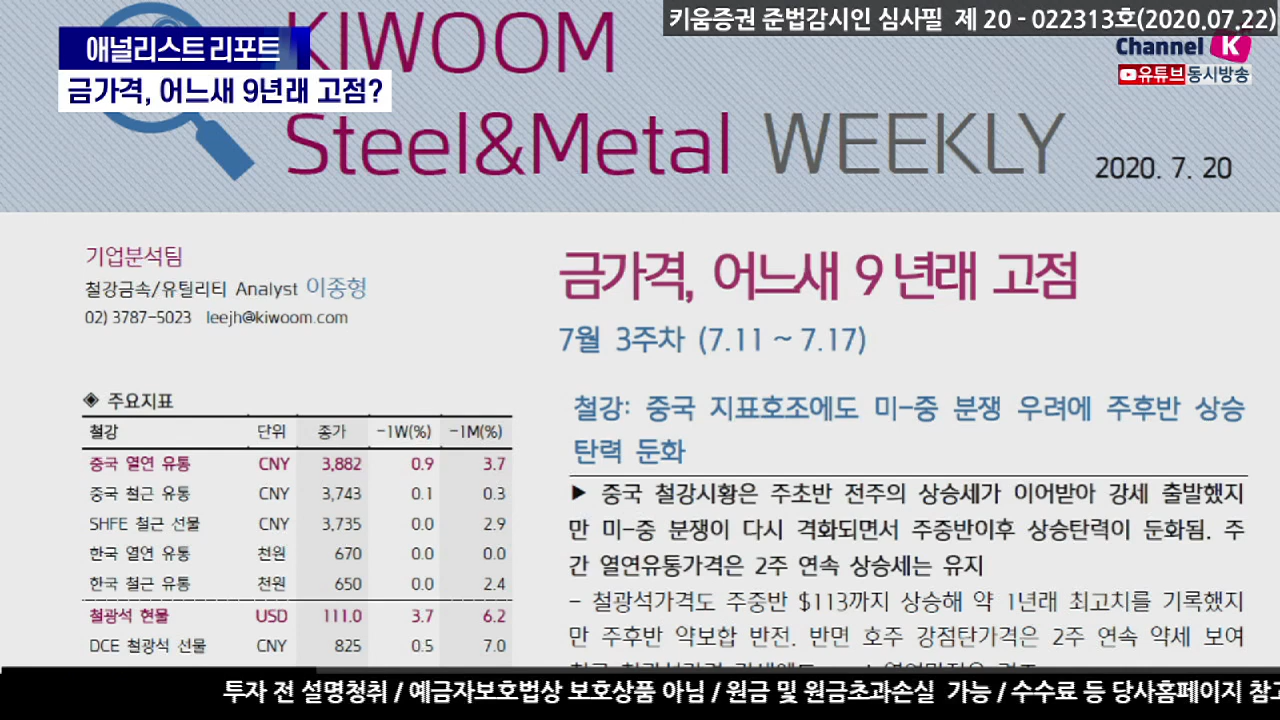 키움증권 준법감시인 심사필 제 20 - 022313호(2020.07.22)
애널리스트 리포트
금가격, 어느새 9년래 고점?
Channel K
유튜브동시방송
KIWOOM
Steel&Metal WEEKLY 2020. 7. 20
기업분석팀
철강금속/유틸리티 Analyst 이종형
02) 3787-5023 leejh@kiwoom.com
◈ 주요지표
철강 단위 종가 -1W(%) -1M(%)
중국 열연 유통 CNY 3,882 0.9 3.7
중국 철근 유통 CNY 3,743 0.1 0.3
SHFE 철근 선물 CNY 3,735 0.0 2.9
한국 열연 유통 천원 670 0.0 0.0
한국 철근 유통 천원 650 0.0 2.4
철광석 현물 USD 111.0 3.7 6.2
DCE 철광석 선물 CNY 825 0.5 7.0
금가격, 어느새 9년래 고점
7월 3주차 (7.11 ~ 7.17)
철강: 중국 지표호조에도 미-중 분쟁 우려에 주후반 상승
탄력 둔화
▶ 중국 철강시황은 주초반 전주의 상승세가 이어받아 강세 출발했지
만 미-중 분쟁이 다시 격화되면서 주중반이후 상승탄력이 둔화됨. 주
간 열연유통가격은 2주 연속 상승세는 유지
- 철광석가격도 주중반 $113까지 상승해 약 1년래 최고치를 기록했지
만 주후반 약보합 반전. 반면 호주 강점탄가격은 2주 연속 약세 보여
투자 전 설명청취 / 예금자보호법상 보호상품 아님 / 원금 및 원금초과손실 가능 / 수수료 등 당사홈페이지 참고